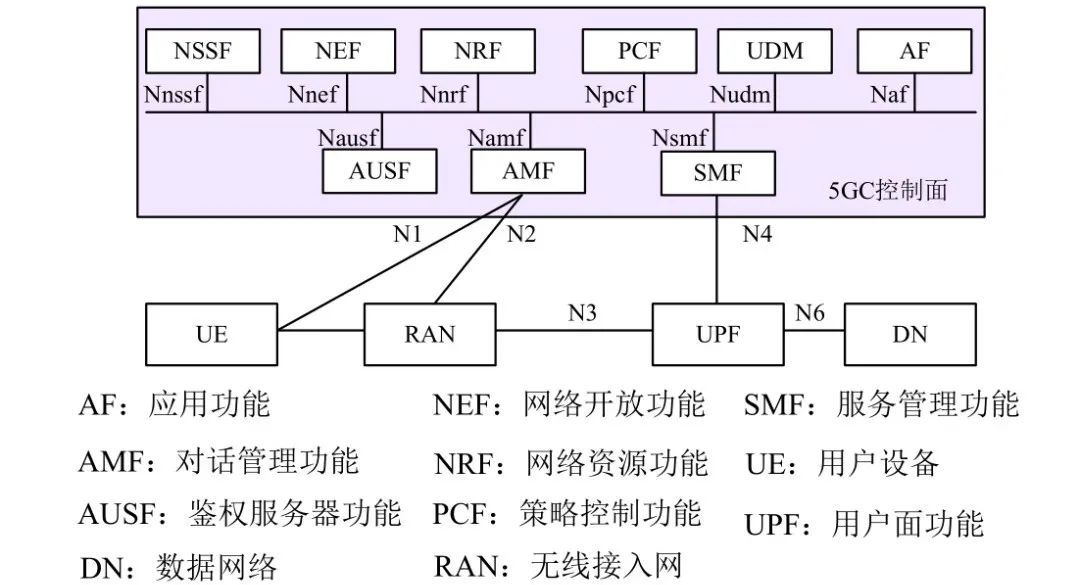 NSSF NEF NRF PCF UDM AF
Nnssf Nnef Nnrf Npcf Nudm Naf
Nausf Namf Nsmf
AUSF AMF SMF
5GC控制面
N1 N2 N4
N3 N6
UE RAN UPF DN
AF：应用功能 NEF：网络开放功能 SMF：服务管理功能
AMF：对话管理功能 NRF：网络资源功能 UE：用户设备
AUSF：鉴权服务器功能 PCF：策略控制功能 UPF：用户面功能
DN：数据网络 RAN：无线接入网